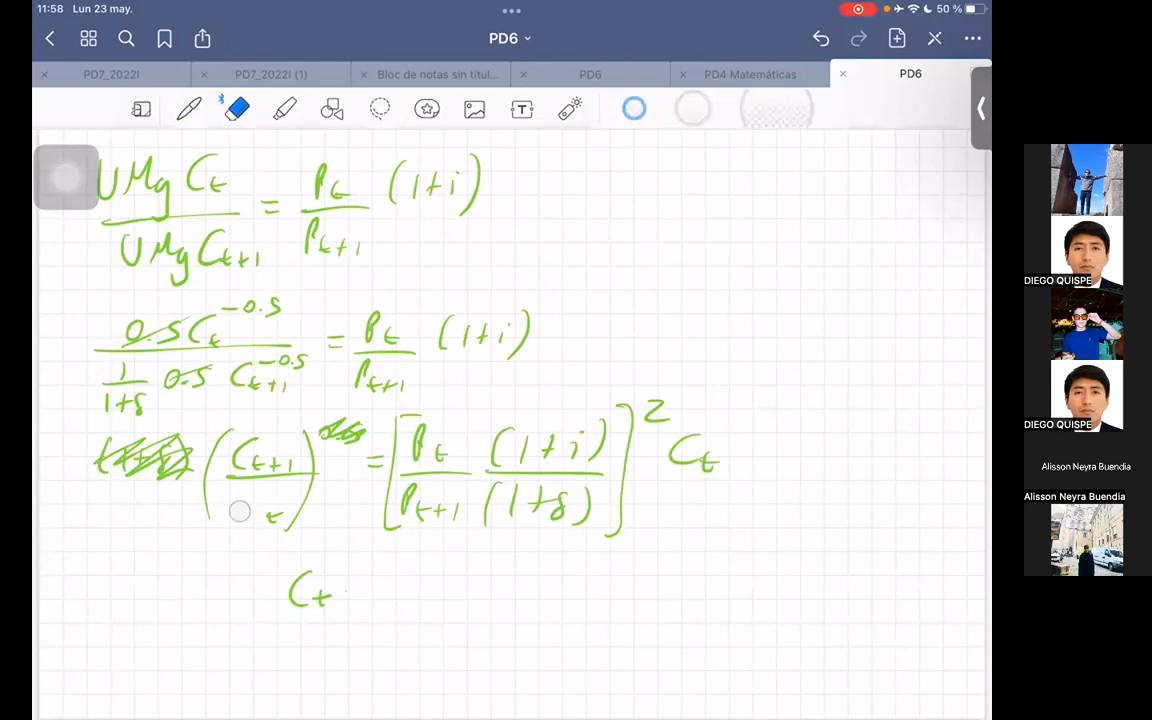 11:58 Lun 23 may.
50 %
PD6
PD7_2022I
PD7_2022I (1)
Bloc de notas sin títul...
PD6
PD4 Matemáticas
PD6
UMg Ct / UMg Ct+1 = Pt / Pt+1 (1+i)
0.5 Ct^-0.5 / 1/1+δ 0.5 Ct+1^-0.5 = Pt / Pt+1 (1+i)
(Ct+1 / t) = [Pt / Pt+1 (1+i) / (1+δ)]^2 Ct
Ct
DIEGO QUISPE
DIEGO QUISPE
Alisson Neyra Buendia
Alisson Neyra Buendia